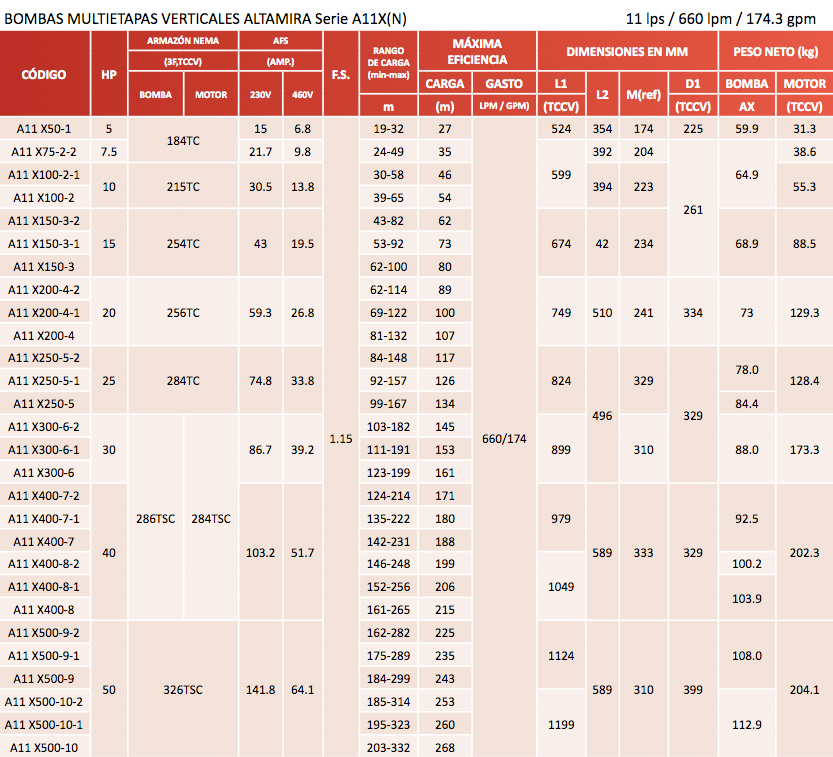 BOMBAS MULTIETAPAS VERTICALES ALTAMIRA Serie A11X(N) 11 lps / 660 lpm / 174.3 gpm
CÓDIGO HP ARMAZÓN NEMA AFS F.S. RANGO DE CARGA (min-max) MÁXIMA EFICIENCIA DIMENSIONES EN MM PESO NETO (kg)
(3F,TCCV) (AMP.)
BOMBA MOTOR 230V 460V CARGA GASTO L1 L2 M(ref) D1 BOMBA MOTOR
m (m) LPM / GPM) (TCCV) (TCCV) AX (TCCV)
A11 X50-1 5 184TC 15 6.8 1.15 19-32 27 660/174 524 354 174 225 59.9 31.3
A11 X75-2-2 7.5 21.7 9.8 24-49 35 599 392 204 261 64.9 38.6
A11 X100-2-1 10 215TC 30.5 13.8 30-58 46 394 223 55.3
A11 X100-2 39-65 54
A11 X150-3-2 15 254TC 43 19.5 43-82 62 674 42 234 68.9 88.5
A11 X150-3-1 53-92 73
A11 X150-3 62-100 80
A11 X200-4-2 20 256TC 59.3 26.8 62-114 89 749 510 241 334 73 129.3
A11 X200-4-1 69-122 100
A11 X200-4 81-132 107
A11 X250-5-2 25 284TC 74.8 33.8 84-148 117 824 496 329 329 78.0 128.4
A11 X250-5-1 92-157 126
A11 X250-5 99-167 134 84.4
A11 X300-6-2 30 286TSC 284TSC 86.7 39.2 103-182 145 899 310 88.0 173.3
A11 X300-6-1 111-191 153
A11 X300-6 123-199 161
A11 X400-7-2 40 103.2 51.7 124-214 171 979 589 333 329 92.5 202.3
A11 X400-7-1 135-222 180
A11 X400-7 142-231 188
A11 X400-8-2 146-248 199 1049 100.2
A11 X400-8-1 152-256 206 103.9
A11 X400-8 161-265 215
A11 X500-9-2 50 326TSC 141.8 64.1 162-282 225 1124 589 310 399 108.0 204.1
A11 X500-9-1 175-289 235
A11 X500-9 184-299 243
A11 X500-10-2 185-314 253 1199 112.9
A11 X500-10-1 195-323 260
A11 X500-10 203-332 268